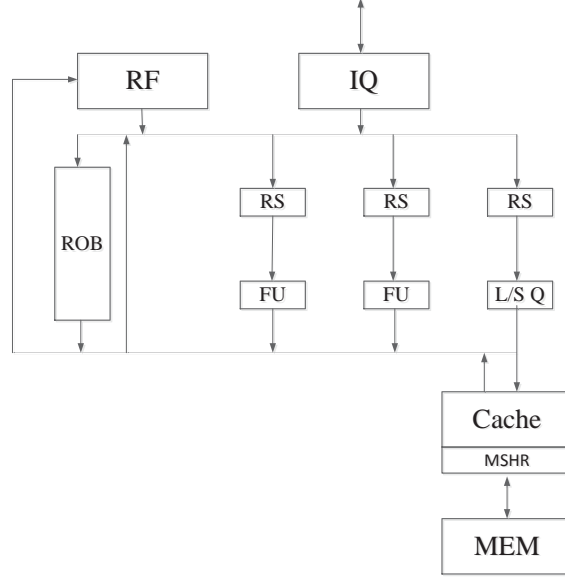 RF
IQ
ROB
RS
RS
RS
FU
FU
L/S Q
Cache
MSHR
MEM